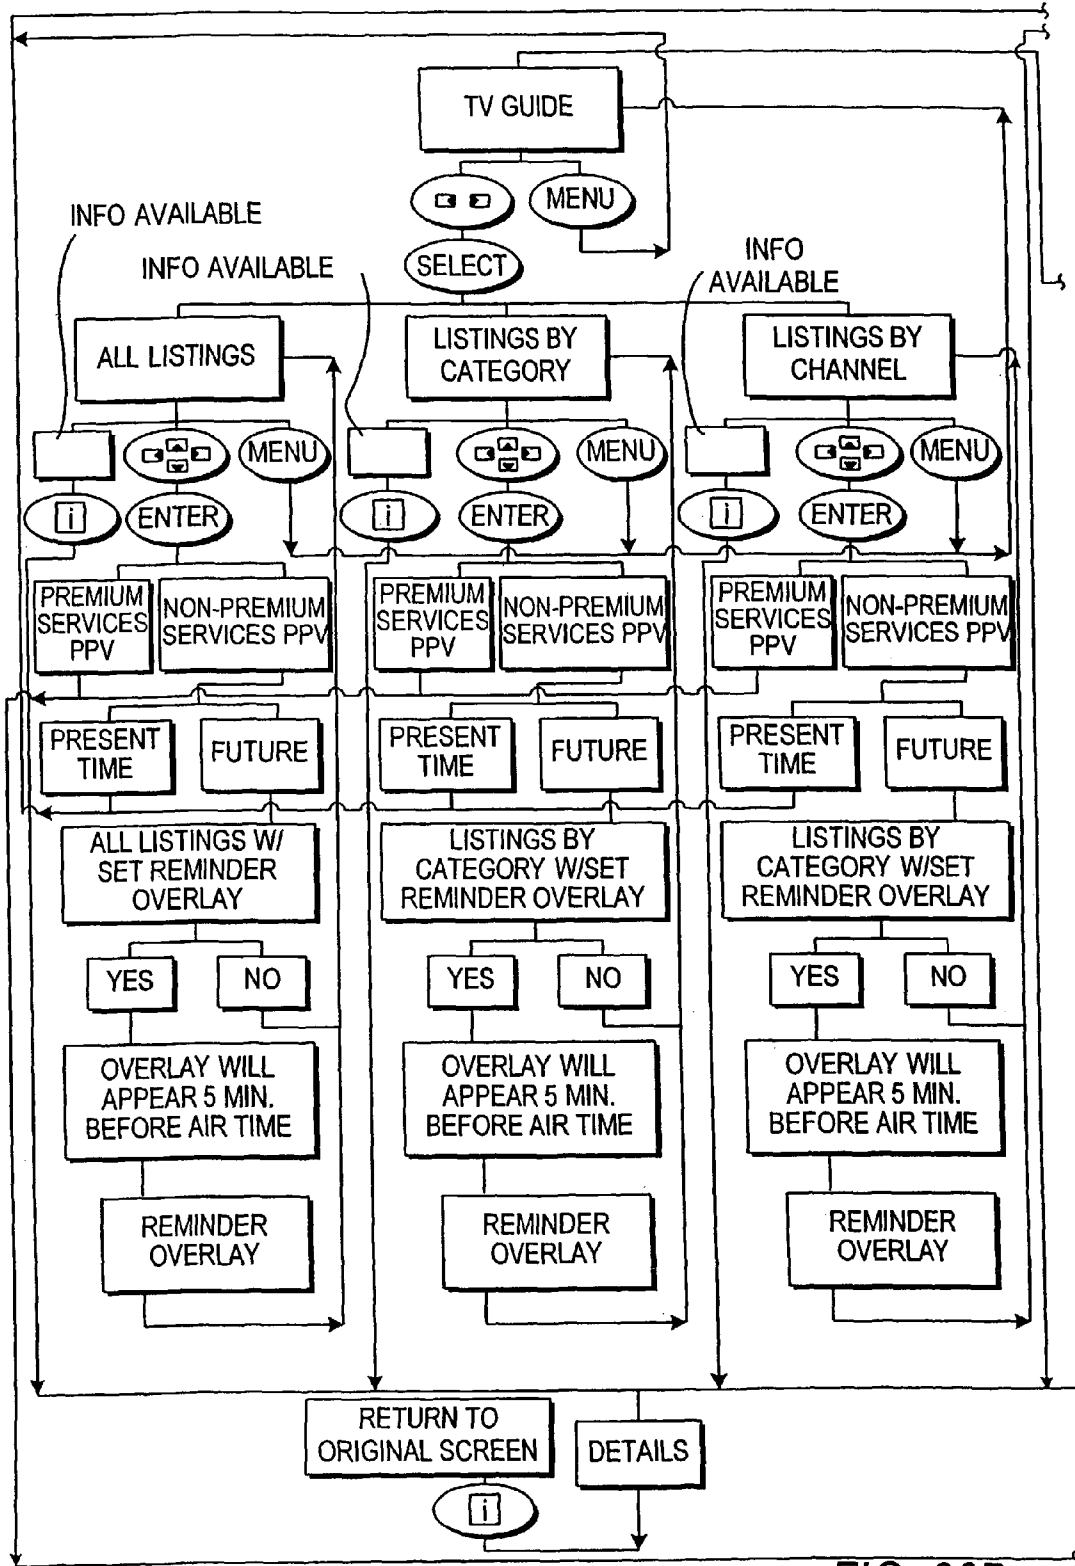 TV GUIDE
MENU
INFO AVAILABLE
INFO AVAILABLE
INFO
AVAILABLE
SELECT
ALL LISTINGS
LISTINGS BY
CATEGORY
LISTINGS BY
CHANNEL
MENU
MENU
MENU
i
ENTER
i
ENTER
i
ENTER
PREMIUM
SERVICES
PPV
NON-PREMIUM
SERVICES PPV
PREMIUM
SERVICES
PPV
NON-PREMIUM
SERVICES PPV
PREMIUM
SERVICES
PPV
NON-PREMIUM
SERVICES PPV
PRESENT
TIME
FUTURE
PRESENT
TIME
FUTURE
PRESENT
TIME
FUTURE
ALL LISTINGS W/
SET REMINDER
OVERLAY
LISTINGS BY
CATEGORY W/SET
REMINDER OVERLAY
LISTINGS BY
CATEGORY W/SET
REMINDER OVERLAY
YES
NO
YES
NO
YES
NO
OVERLAY WILL
APPEAR 5 MIN.
BEFORE AIR TIME
OVERLAY WILL
APPEAR 5 MIN.
BEFORE AIR TIME
OVERLAY WILL
APPEAR 5 MIN.
BEFORE AIR TIME
REMINDER
OVERLAY
REMINDER
OVERLAY
REMINDER
OVERLAY
RETURN TO
ORIGINAL SCREEN
DETAILS
i